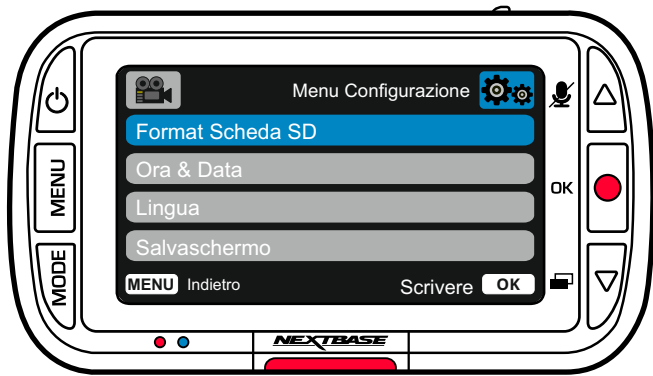 Menu Configurazione
Format Scheda SD
Ora & Data
MENU
OK
Lingua
Salvaschermo
MODE
MENU Indietro
Scrivere OK
NEXTBASE